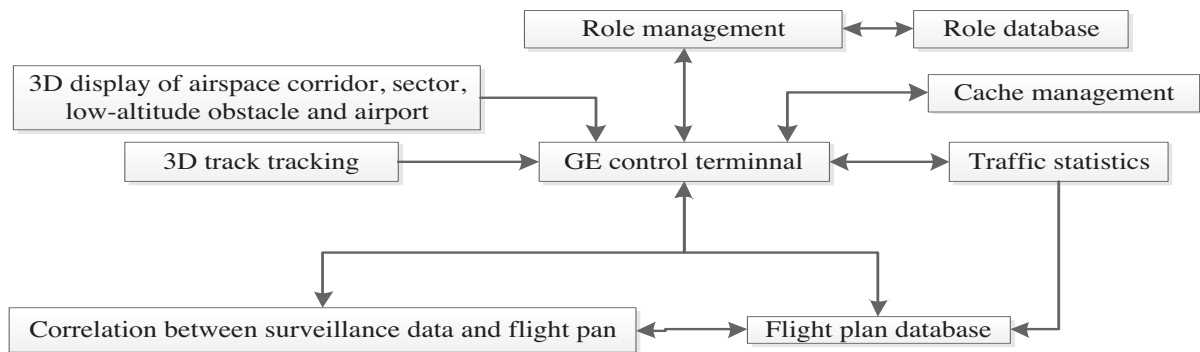 Role management
Role database
3D display of airspace corridor, sector,
low-altitude obstacle and airport
Cache management
3D track tracking
GE control terminnal
Traffic statistics
Correlation between surveillance data and flight pan
Flight plan database